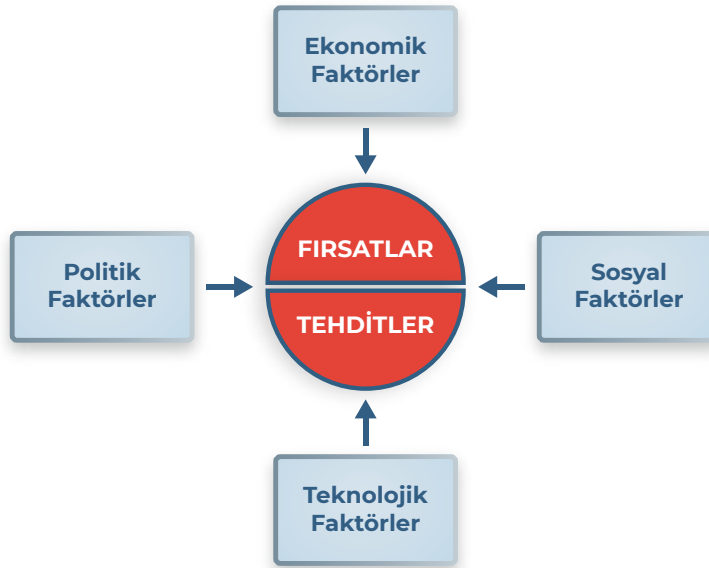 Ekonomik
Faktörler
FIRSATLAR
Politik
Faktörler
Sosyal
Faktörler
TEHDİTLER
Teknolojik
Faktörler